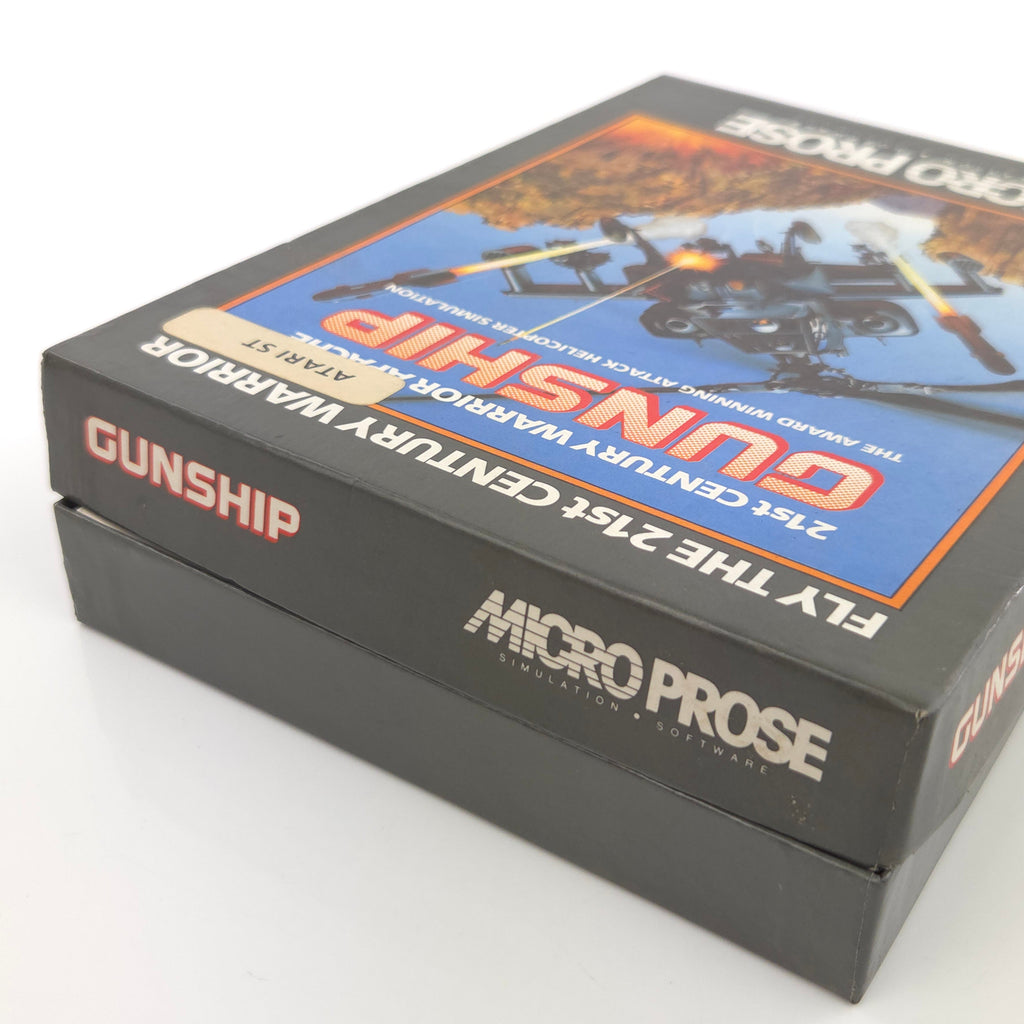 MICRO PROSE
THE AWARD WINNING ATTACK HELICOPTER SIMULATION
GUNSHIP
21st CENTURY WARRIOR APACHE
ATARI ST
FLY THE 21st CENTURY WARRIOR
GUNSHIP
MICRO PROSE
SIMULATION • SOFTWARE
GUNS